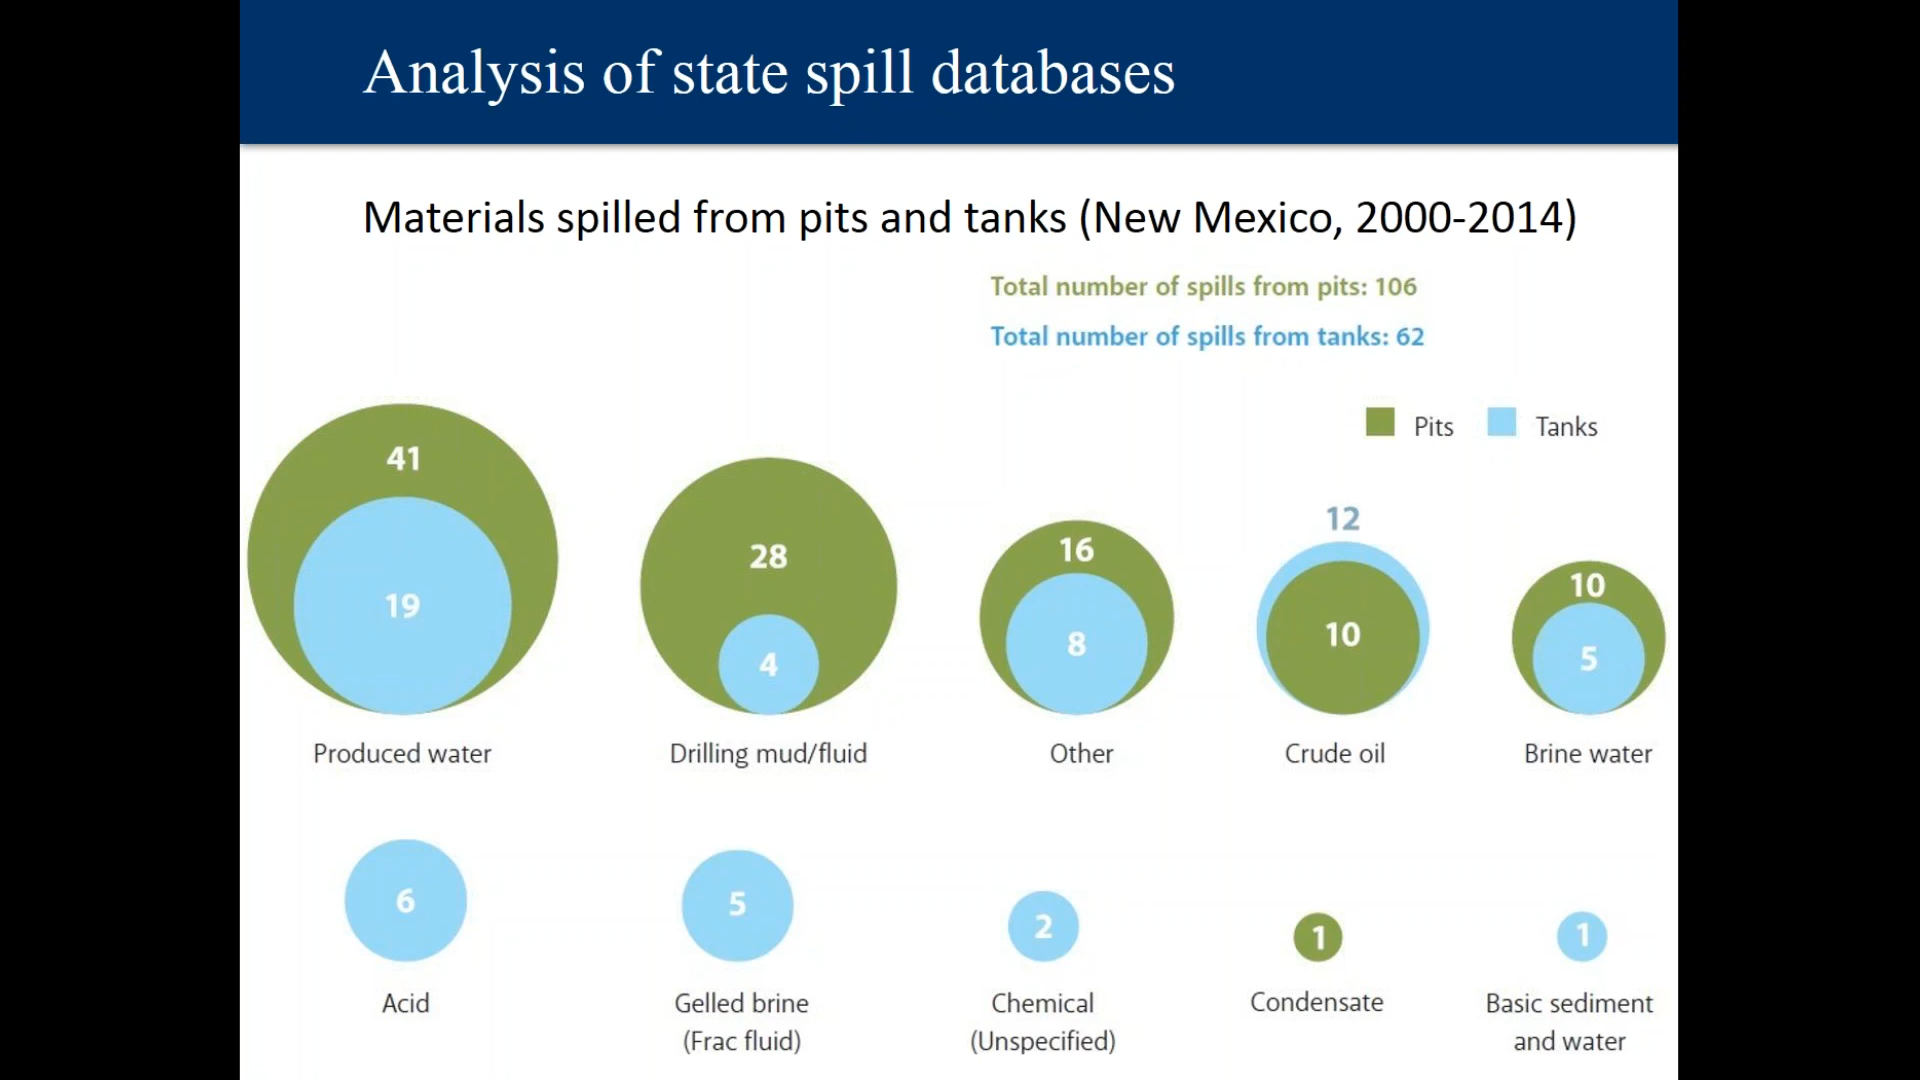 Analysis of state spill databases
Materials spilled from pits and tanks (New Mexico, 2000-2014)
Total number of spills from pits: 106
Total number of spills from tanks: 62
Pits Tanks
41
19
Produced water
28
4
Drilling mud/fluid
16
8
Other
12
10
Crude oil
10
5
Brine water
6
Acid
5
Gelled brine
(Frac fluid)
2
Chemical
(Unspecified)
1
Condensate
1
Basic sediment
and water